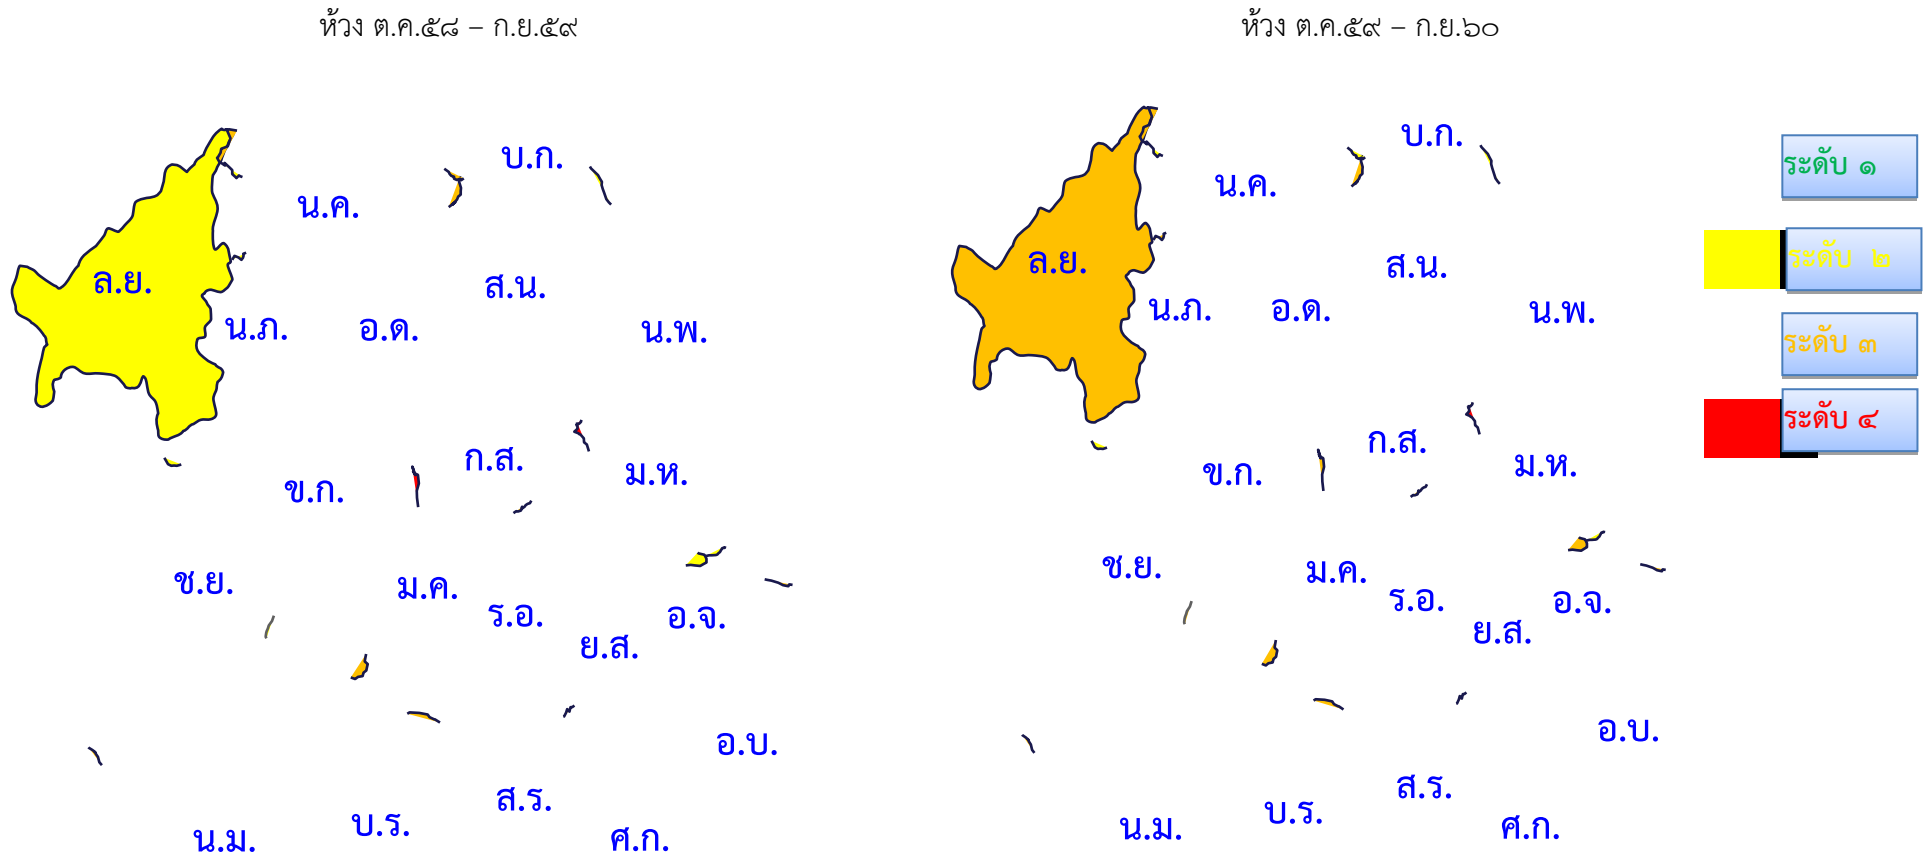 ห้วง ต.ค.๕๘ – ก.ย.๕๙
บ.ก.
น.ค.
ล.ย.
ส.น.
น.ภ.
อ.ด.
น.พ.
ก.ส.
ข.ก.
ม.ห.
ช.ย.
ม.ค.
ร.อ.
อ.จ.
ย.ส.
อ.บ.
ส.ร.
บ.ร.
น.ม.
ศ.ก.
ห้วง ต.ค.๕๙ – ก.ย.๖๐
บ.ก.
น.ค.
ล.ย.
ส.น.
น.ภ.
อ.ด.
น.พ.
ก.ส.
ข.ก.
ม.ห.
ช.ย.
ม.ค.
ร.อ.
อ.จ.
ย.ส.
อ.บ.
ส.ร.
บ.ร.
น.ม.
ศ.ก.
ระดับ ๑
ระดับ ๒
ระดับ ๓
ระดับ ๔